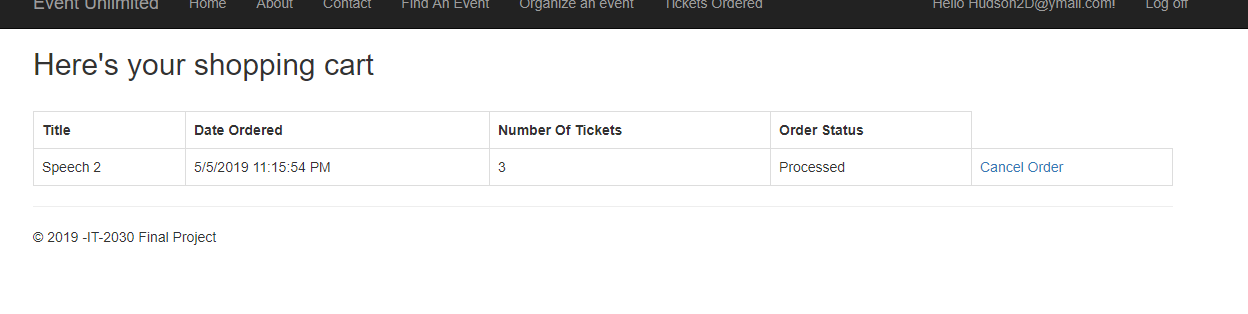 Event Unlimited Home About Contact Find An Event Organize an event Tickets Ordered Hello Hudson2D@ymail.com! Log off
Here's your shopping cart
Title Date Ordered Number Of Tickets Order Status
Speech 2 5/5/2019 11:15:54 PM 3 Processed Cancel Order
© 2019 -IT-2030 Final Project